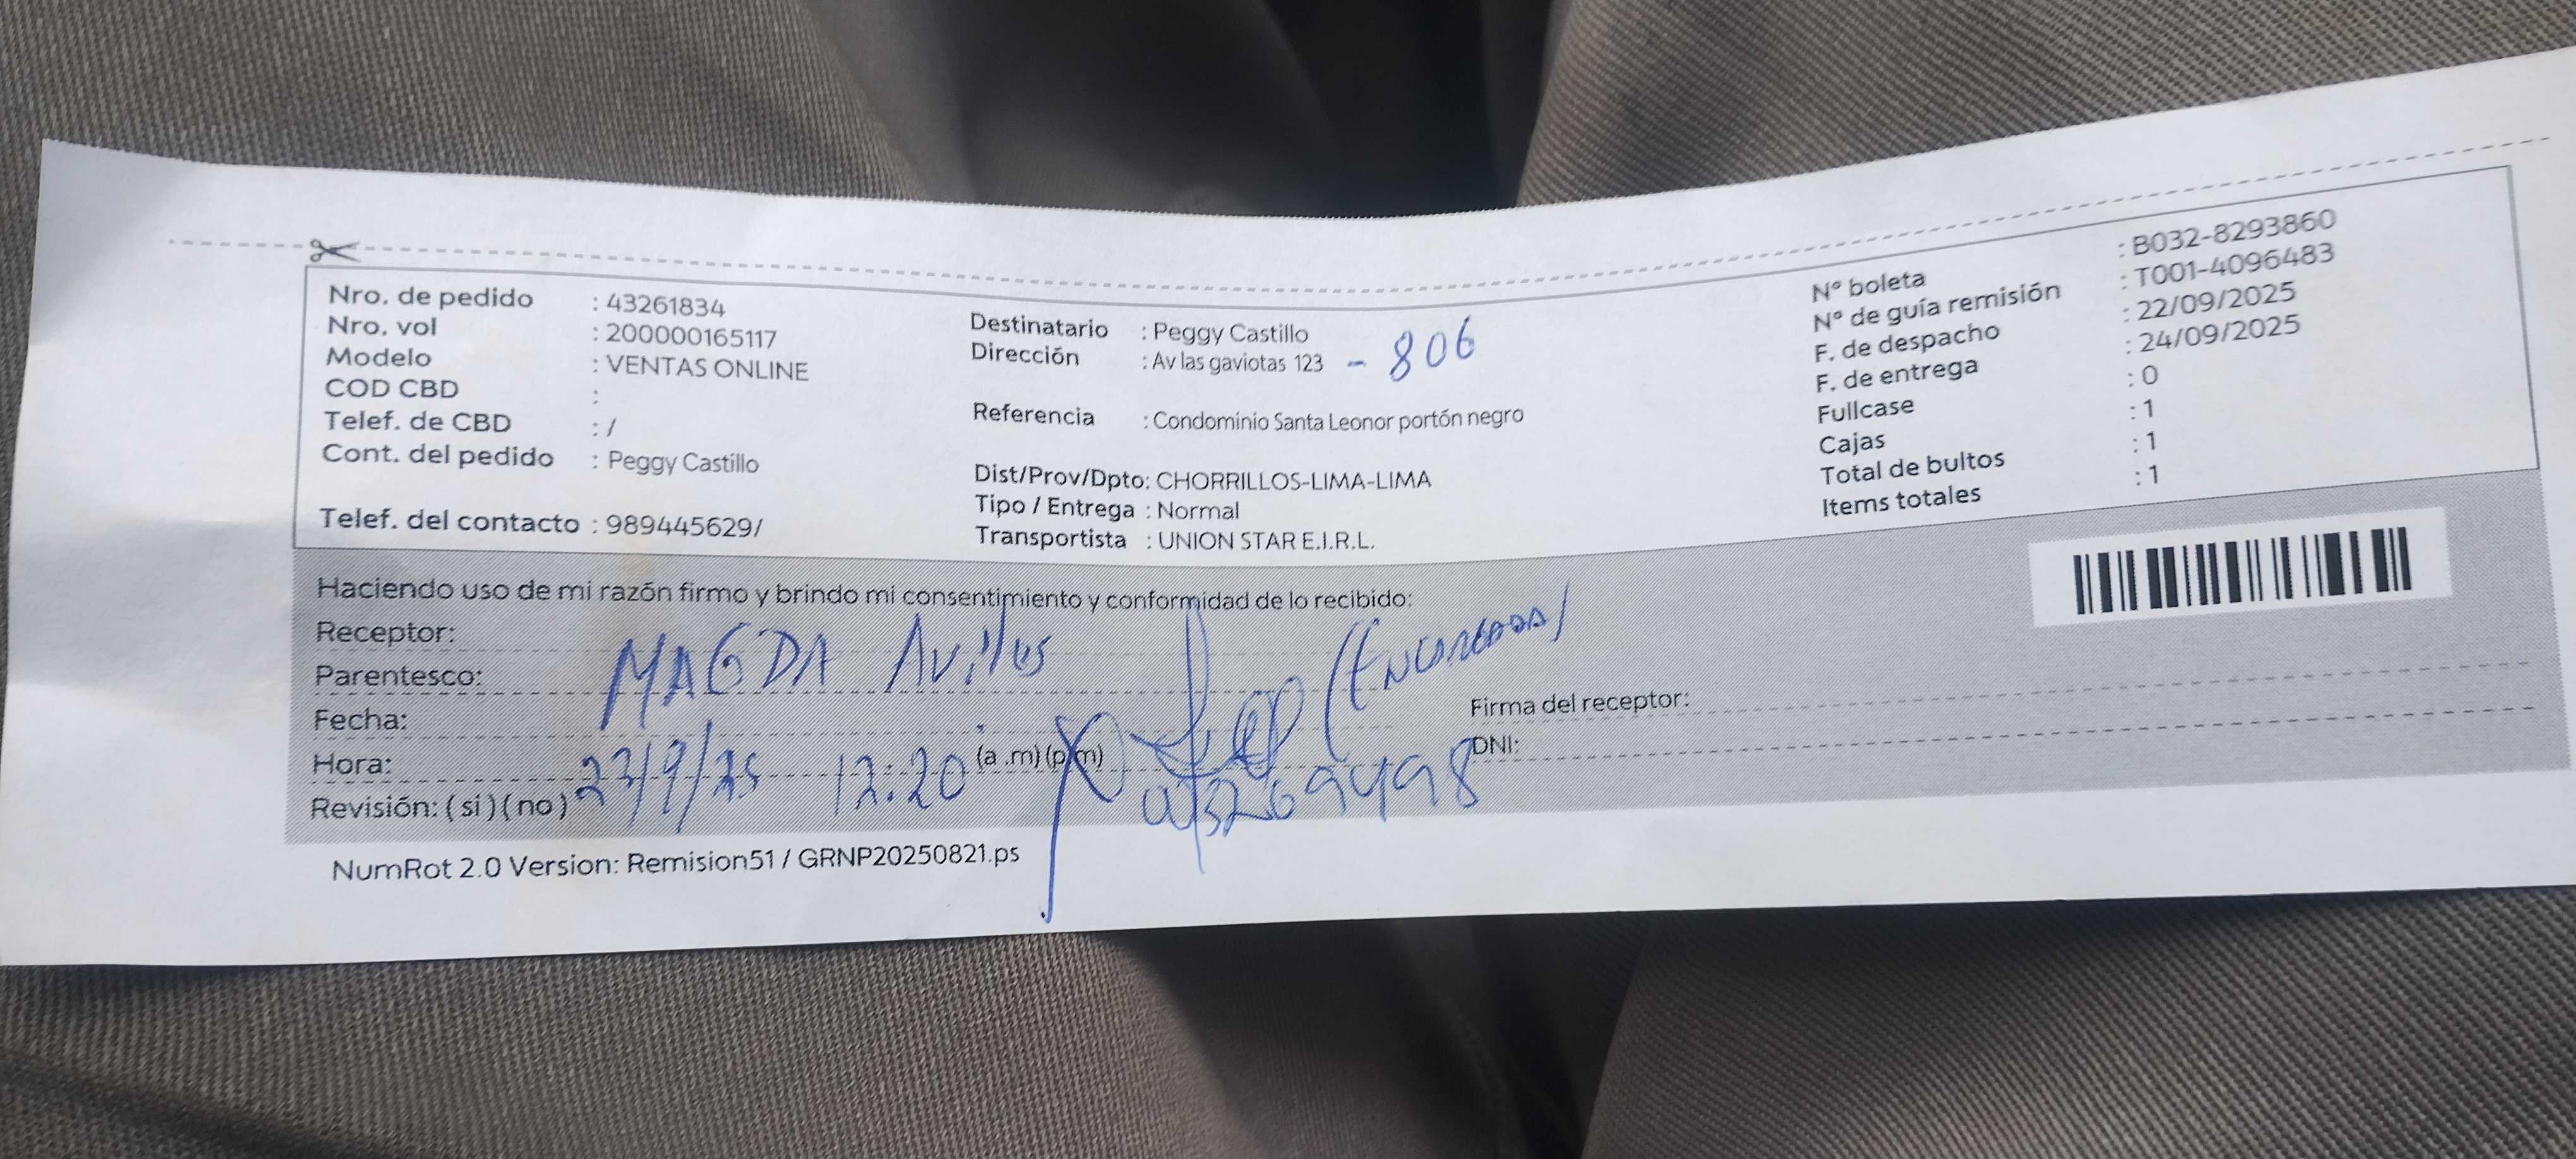 Nro. de pedido : 43261834
Nro. vol : 200000165117
Modelo : VENTAS ONLINE
COD CBD :
Telef. de CBD : /
Cont. del pedido : Peggy Castillo
Telef. del contacto : 989445629/
Destinatario : Peggy Castillo
Dirección : Av las gaviotas 123 - 806
Referencia : Condominio Santa Leonor portón negro
Dist/Prov/Dpto: CHORRILLOS-LIMA-LIMA
Tipo / Entrega : Normal
Transportista : UNION STAR E.I.R.L.
N° boleta : B032-8293860
N° de guía remisión : T001-4096483
F. de despacho : 22/09/2025
F. de entrega : 24/09/2025
Fullcase : 0
Cajas : 1
Total de bultos : 1
Items totales : 1
Haciendo uso de mi razón firmo y brindo mi consentimiento y conformidad de lo recibido:
Receptor:
Parentesco: MAGDA Aviles (ENCARGADA)
Fecha:
Hora: 23/9/25 12:20 (a .m) (p.m)
Revisión: ( si ) ( no )
Firma del receptor:
DNI:
NumRot 2.0 Version: Remision51 / GRNP20250821.ps